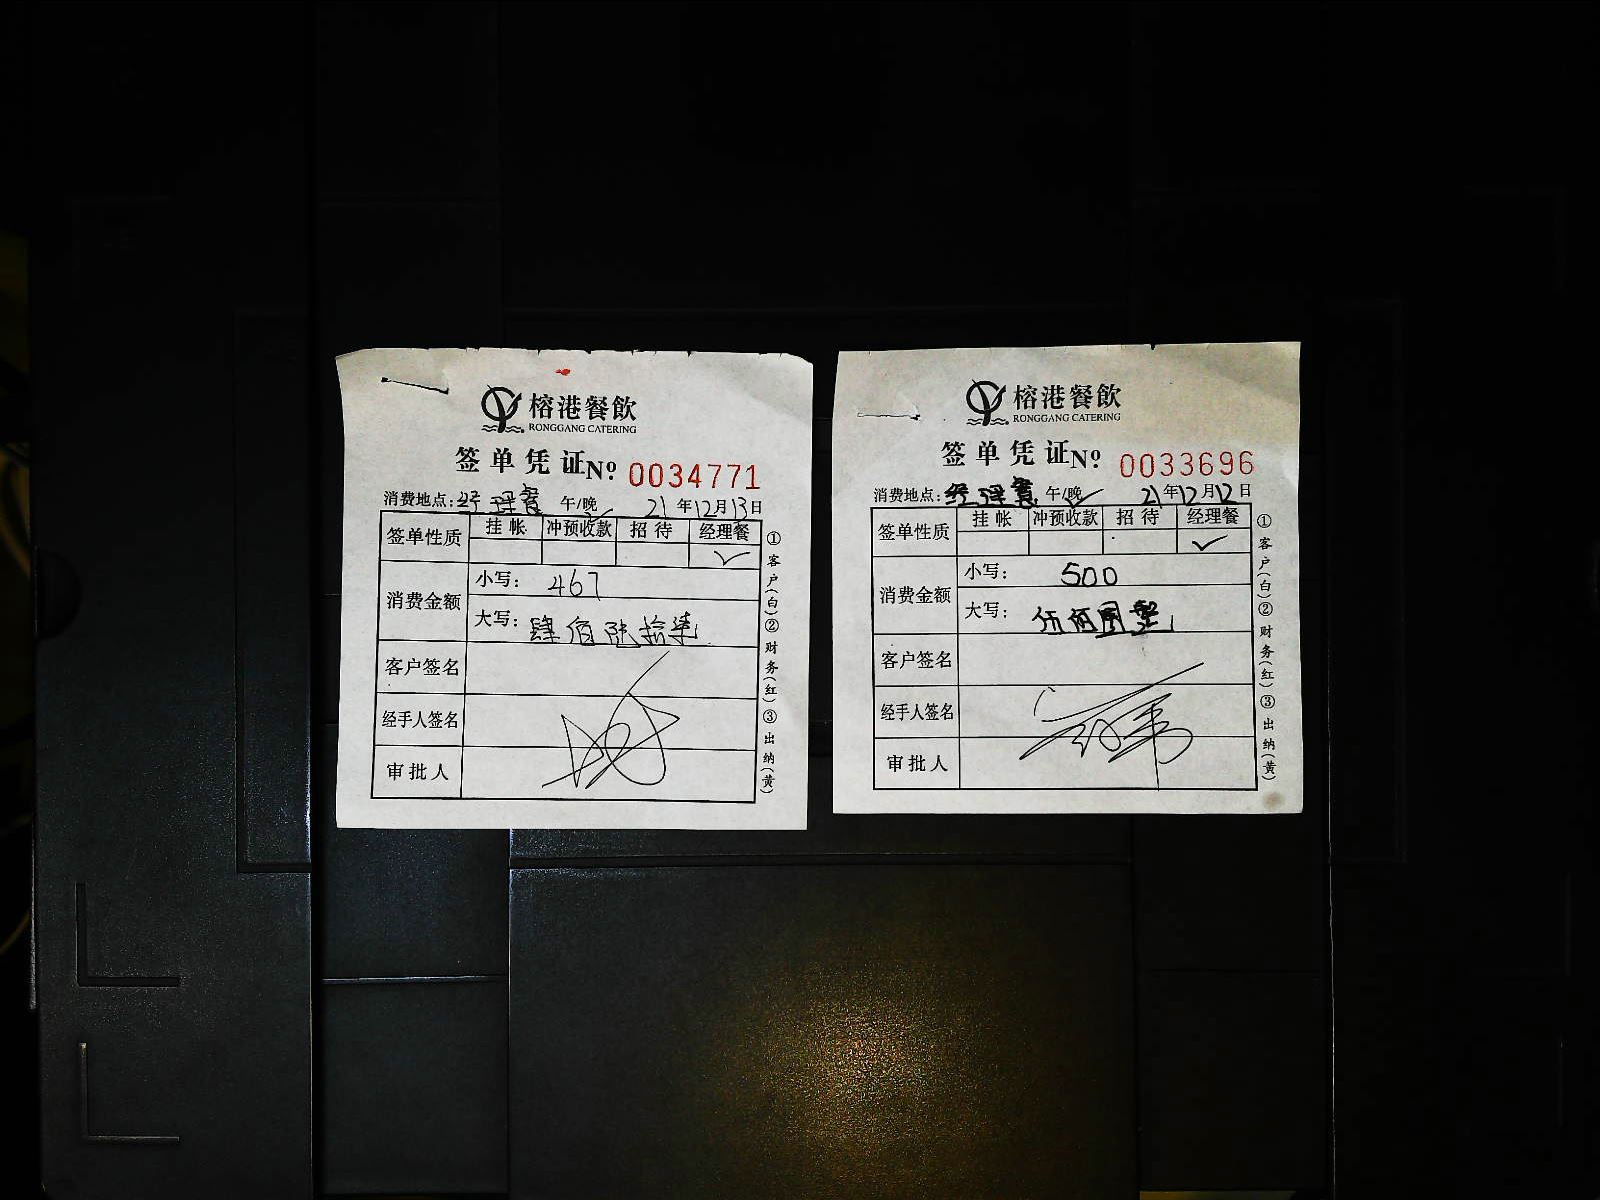 榕港餐飲
RONGGANG CATERING
签单凭证 No 0034771
消费地点：经理餐 午/晚 ✓ 21年12月13日
签单性质 挂帐 冲预收款 招待 经理餐
✓
消费金额 小写：467
大写：肆佰陆拾柒
客户签名
经手人签名
审批人
①客户(白)②财务(红)③出纳(黄)
榕港餐飲
RONGGANG CATERING
签单凭证 No 0033696
消费地点：经理餐 午/晚 ✓ 21年12月12日
签单性质 挂帐 冲预收款 招待 经理餐
✓
消费金额 小写：500
大写：伍佰圆整
客户签名
经手人签名
审批人
①客户(白)②财务(红)③出纳(黄)